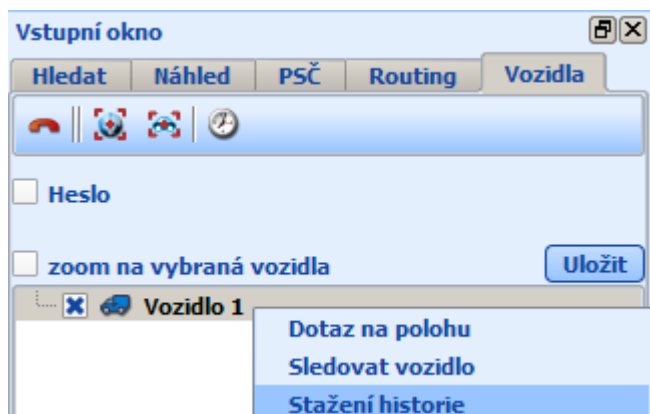 Vstupní okno
Hledat Náhled PSČ Routing Vozidla
Heslo
zoom na vybraná vozidla Uložit
Vozidlo 1
Dotaz na polohu
Sledovat vozidlo
Stažení historie